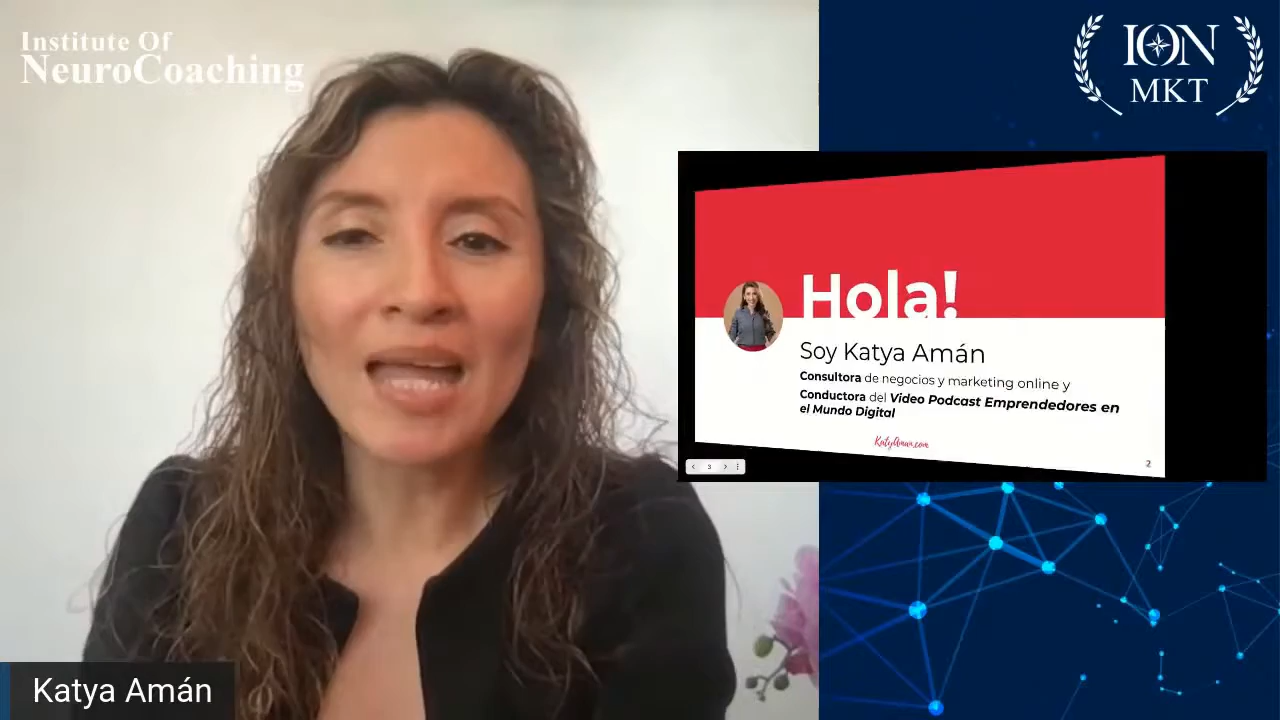 Institute Of
NeuroCoaching
ION
MKT
Hola!
Soy Katya Amán
Consultora de negocios y marketing online y
Conductora del Video Podcast Emprendedores en
el Mundo Digital
KatyAman.com
2
3
Katya Amán